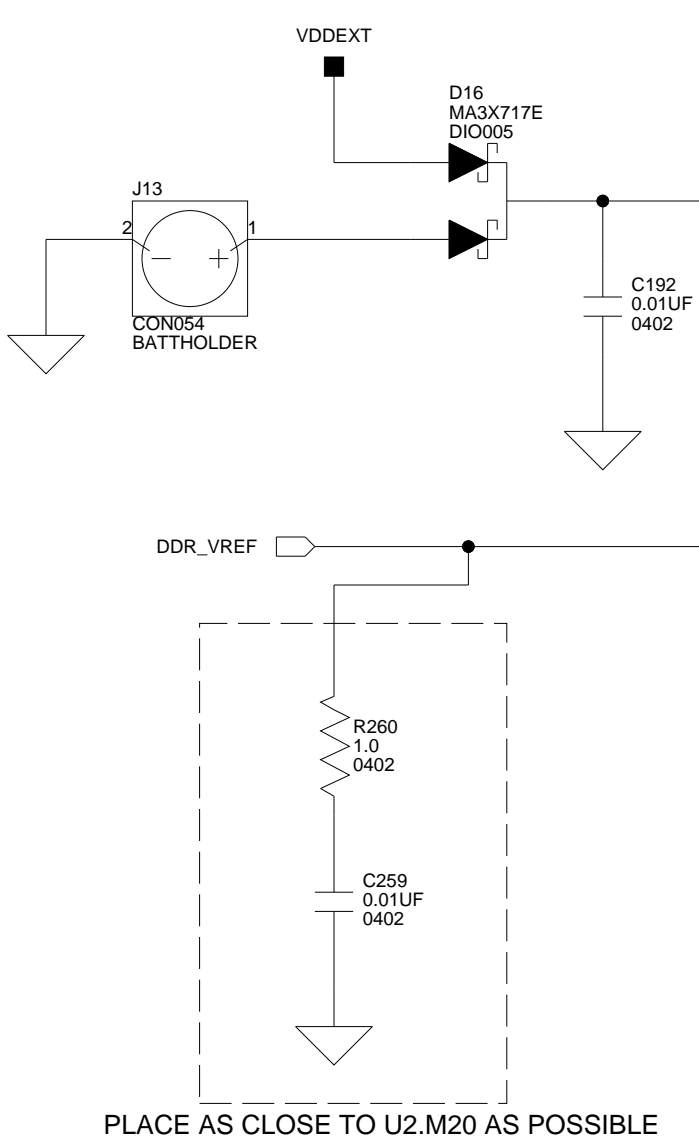 VDDEXT
D16
MA3X717E
DIO005
J13
2
1
CON054
BATTHOLDER
C192
0.01UF
0402
DDR_VREF
R260
1.0
0402
C259
0.01UF
0402
PLACE AS CLOSE TO U2.M20 AS POSSIBLE